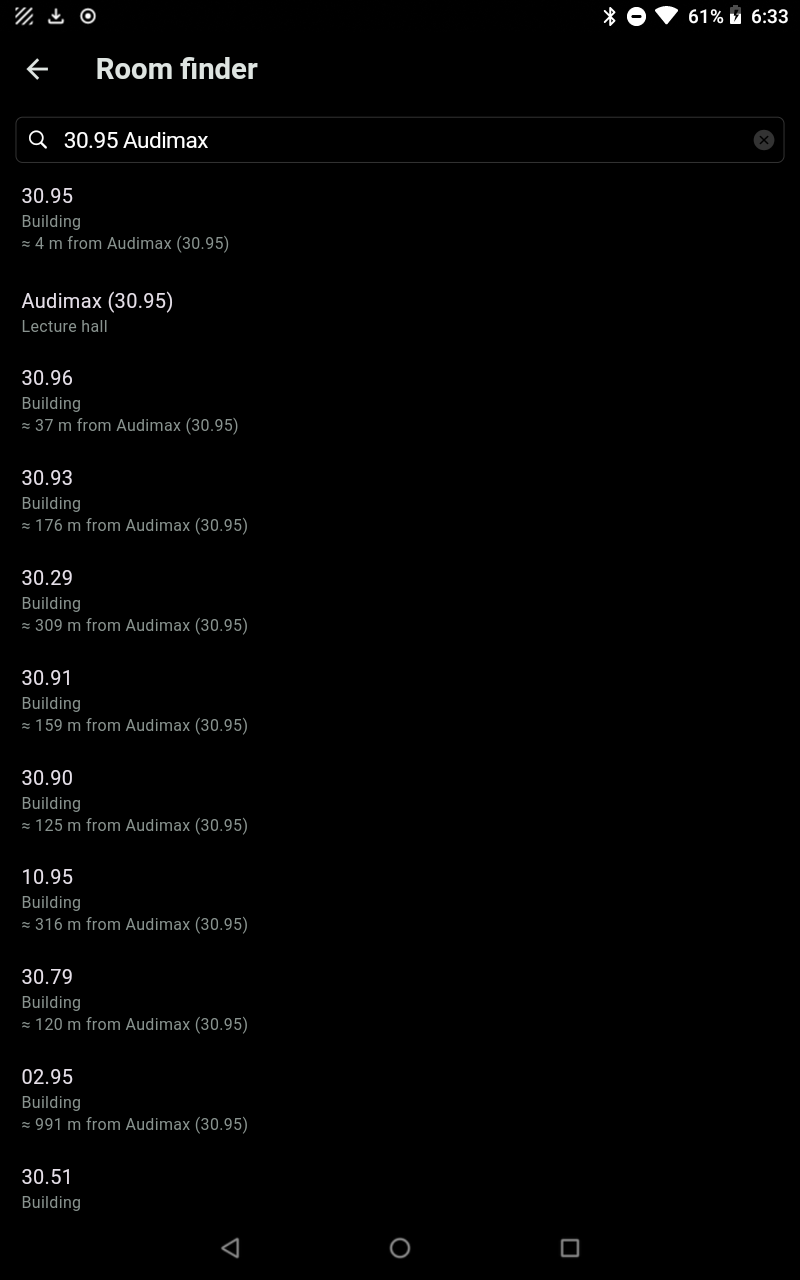 61% 6:33
Room finder
30.95 Audimax
30.95
Building
≈ 4 m from Audimax (30.95)
Audimax (30.95)
Lecture hall
30.96
Building
≈ 37 m from Audimax (30.95)
30.93
Building
≈ 176 m from Audimax (30.95)
30.29
Building
≈ 309 m from Audimax (30.95)
30.91
Building
≈ 159 m from Audimax (30.95)
30.90
Building
≈ 125 m from Audimax (30.95)
10.95
Building
≈ 316 m from Audimax (30.95)
30.79
Building
≈ 120 m from Audimax (30.95)
02.95
Building
≈ 991 m from Audimax (30.95)
30.51
Building